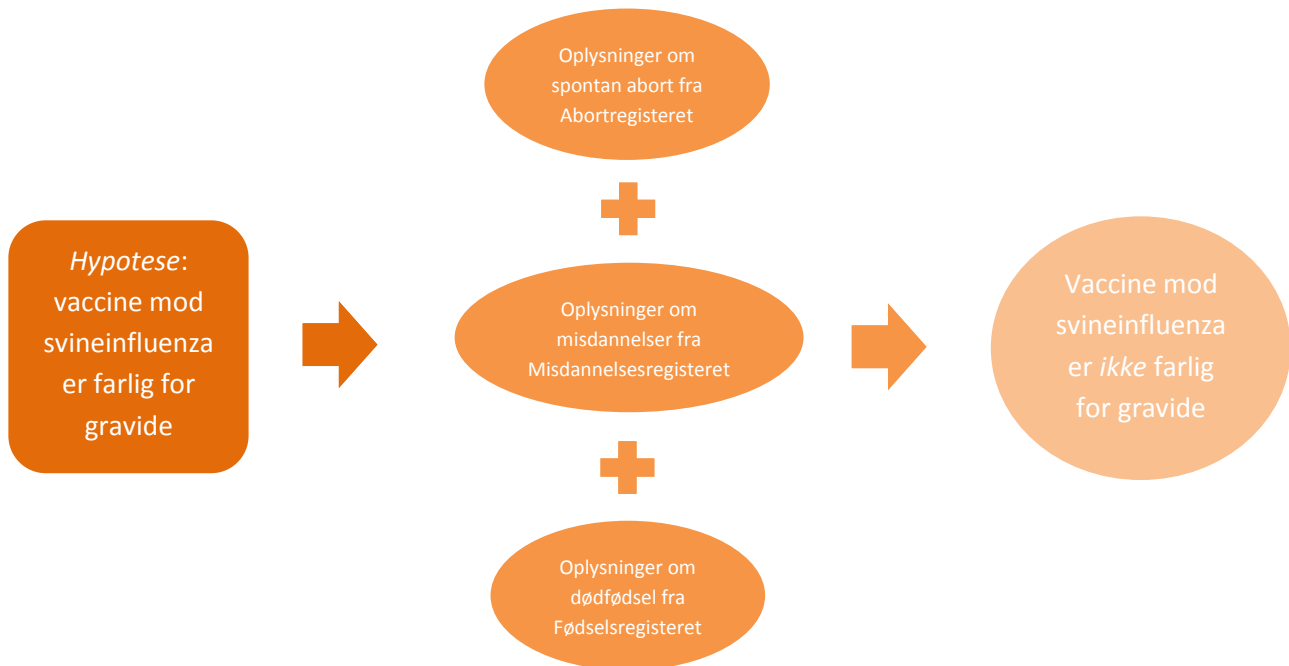 Hypotese:
vaccine mod
svineinfluenza
er farlig for
gravide
Oplysninger om
spontan abort fra
Abortregisteret
Oplysninger om
misdannelser fra
Misdannelsesregisteret
Oplysninger om
dødfødsel fra
Fødselsregisteret
Vaccine mod
svineinfluenza
er ikke farlig
for gravide